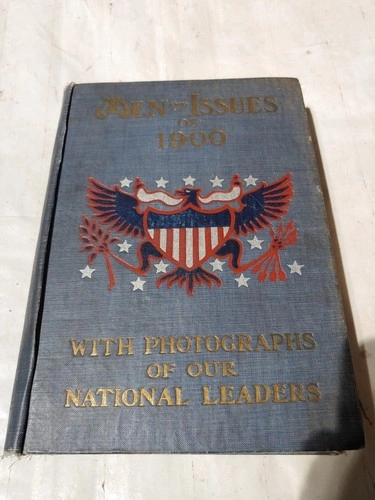 MEN AND ISSUES
OF
1900
WITH PHOTOGRAPHS
OF OUR
NATIONAL LEADERS